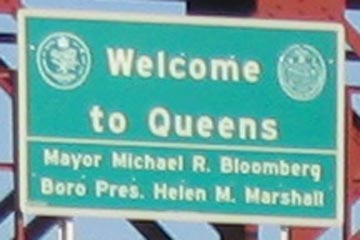 Welcome
to Queens
Mayor Michael R. Bloomberg
Boro Pres. Helen M. Marshall